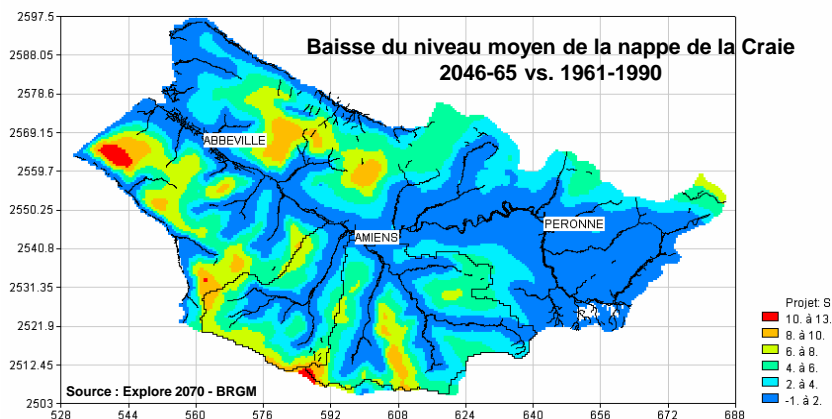 2597.5
Baisse du niveau moyen de la nappe de la Craie
2046-65 vs. 1961-1990
2588.05
2578.6
2569.15
ABBEVILLE
2559.7
2550.25
PERONNE
AMIENS
2540.8
2531.35
2521.9
2512.45
2503
Source : Explore 2070 - BRGM
528 544 560 576 592 608 624 640 656 672 688
Projet: S
10. à 13.
8. à 10.
6. à 8.
4. à 6.
2. à 4.
-1. à 2.